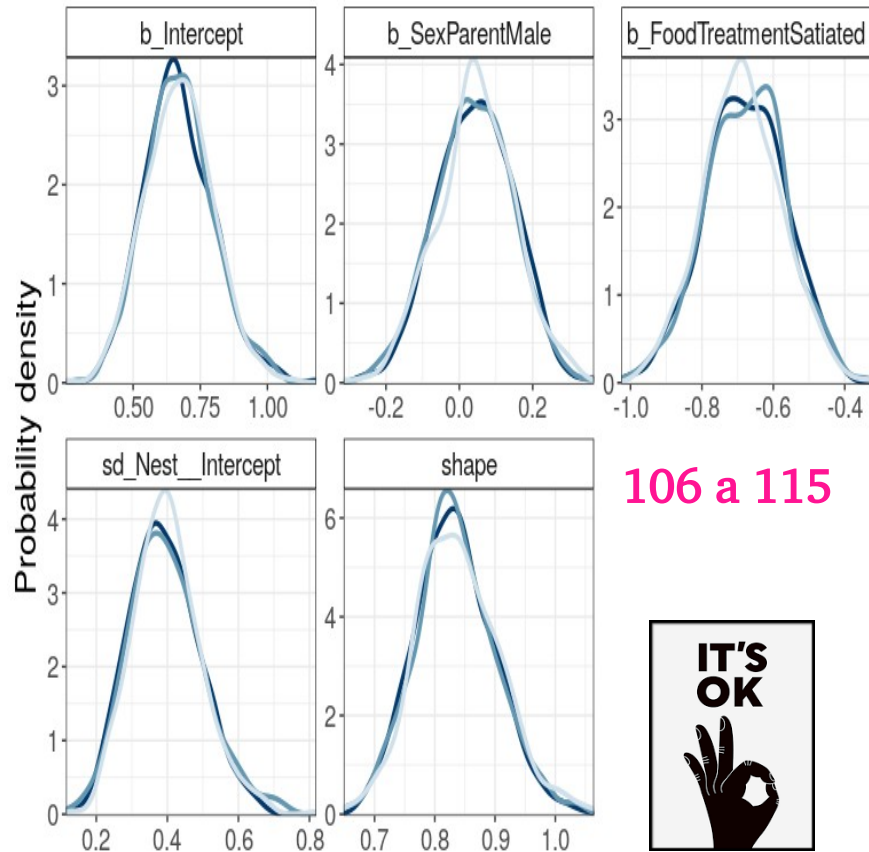 b_Intercept
b_SexParentMale
b_FoodTreatmentSatiated
3
2
1
0
0.50 0.75 1.00
4
3
2
1
0
-0.2 0.0 0.2
3
2
1
0
-1.0 -0.8 -0.6 -0.4
Probability density
sd_Nest__Intercept
shape
4
3
2
1
0
0.2 0.4 0.6 0.8
6
4
2
0
0.7 0.8 0.9 1.0
106 a 115
IT'S
OK